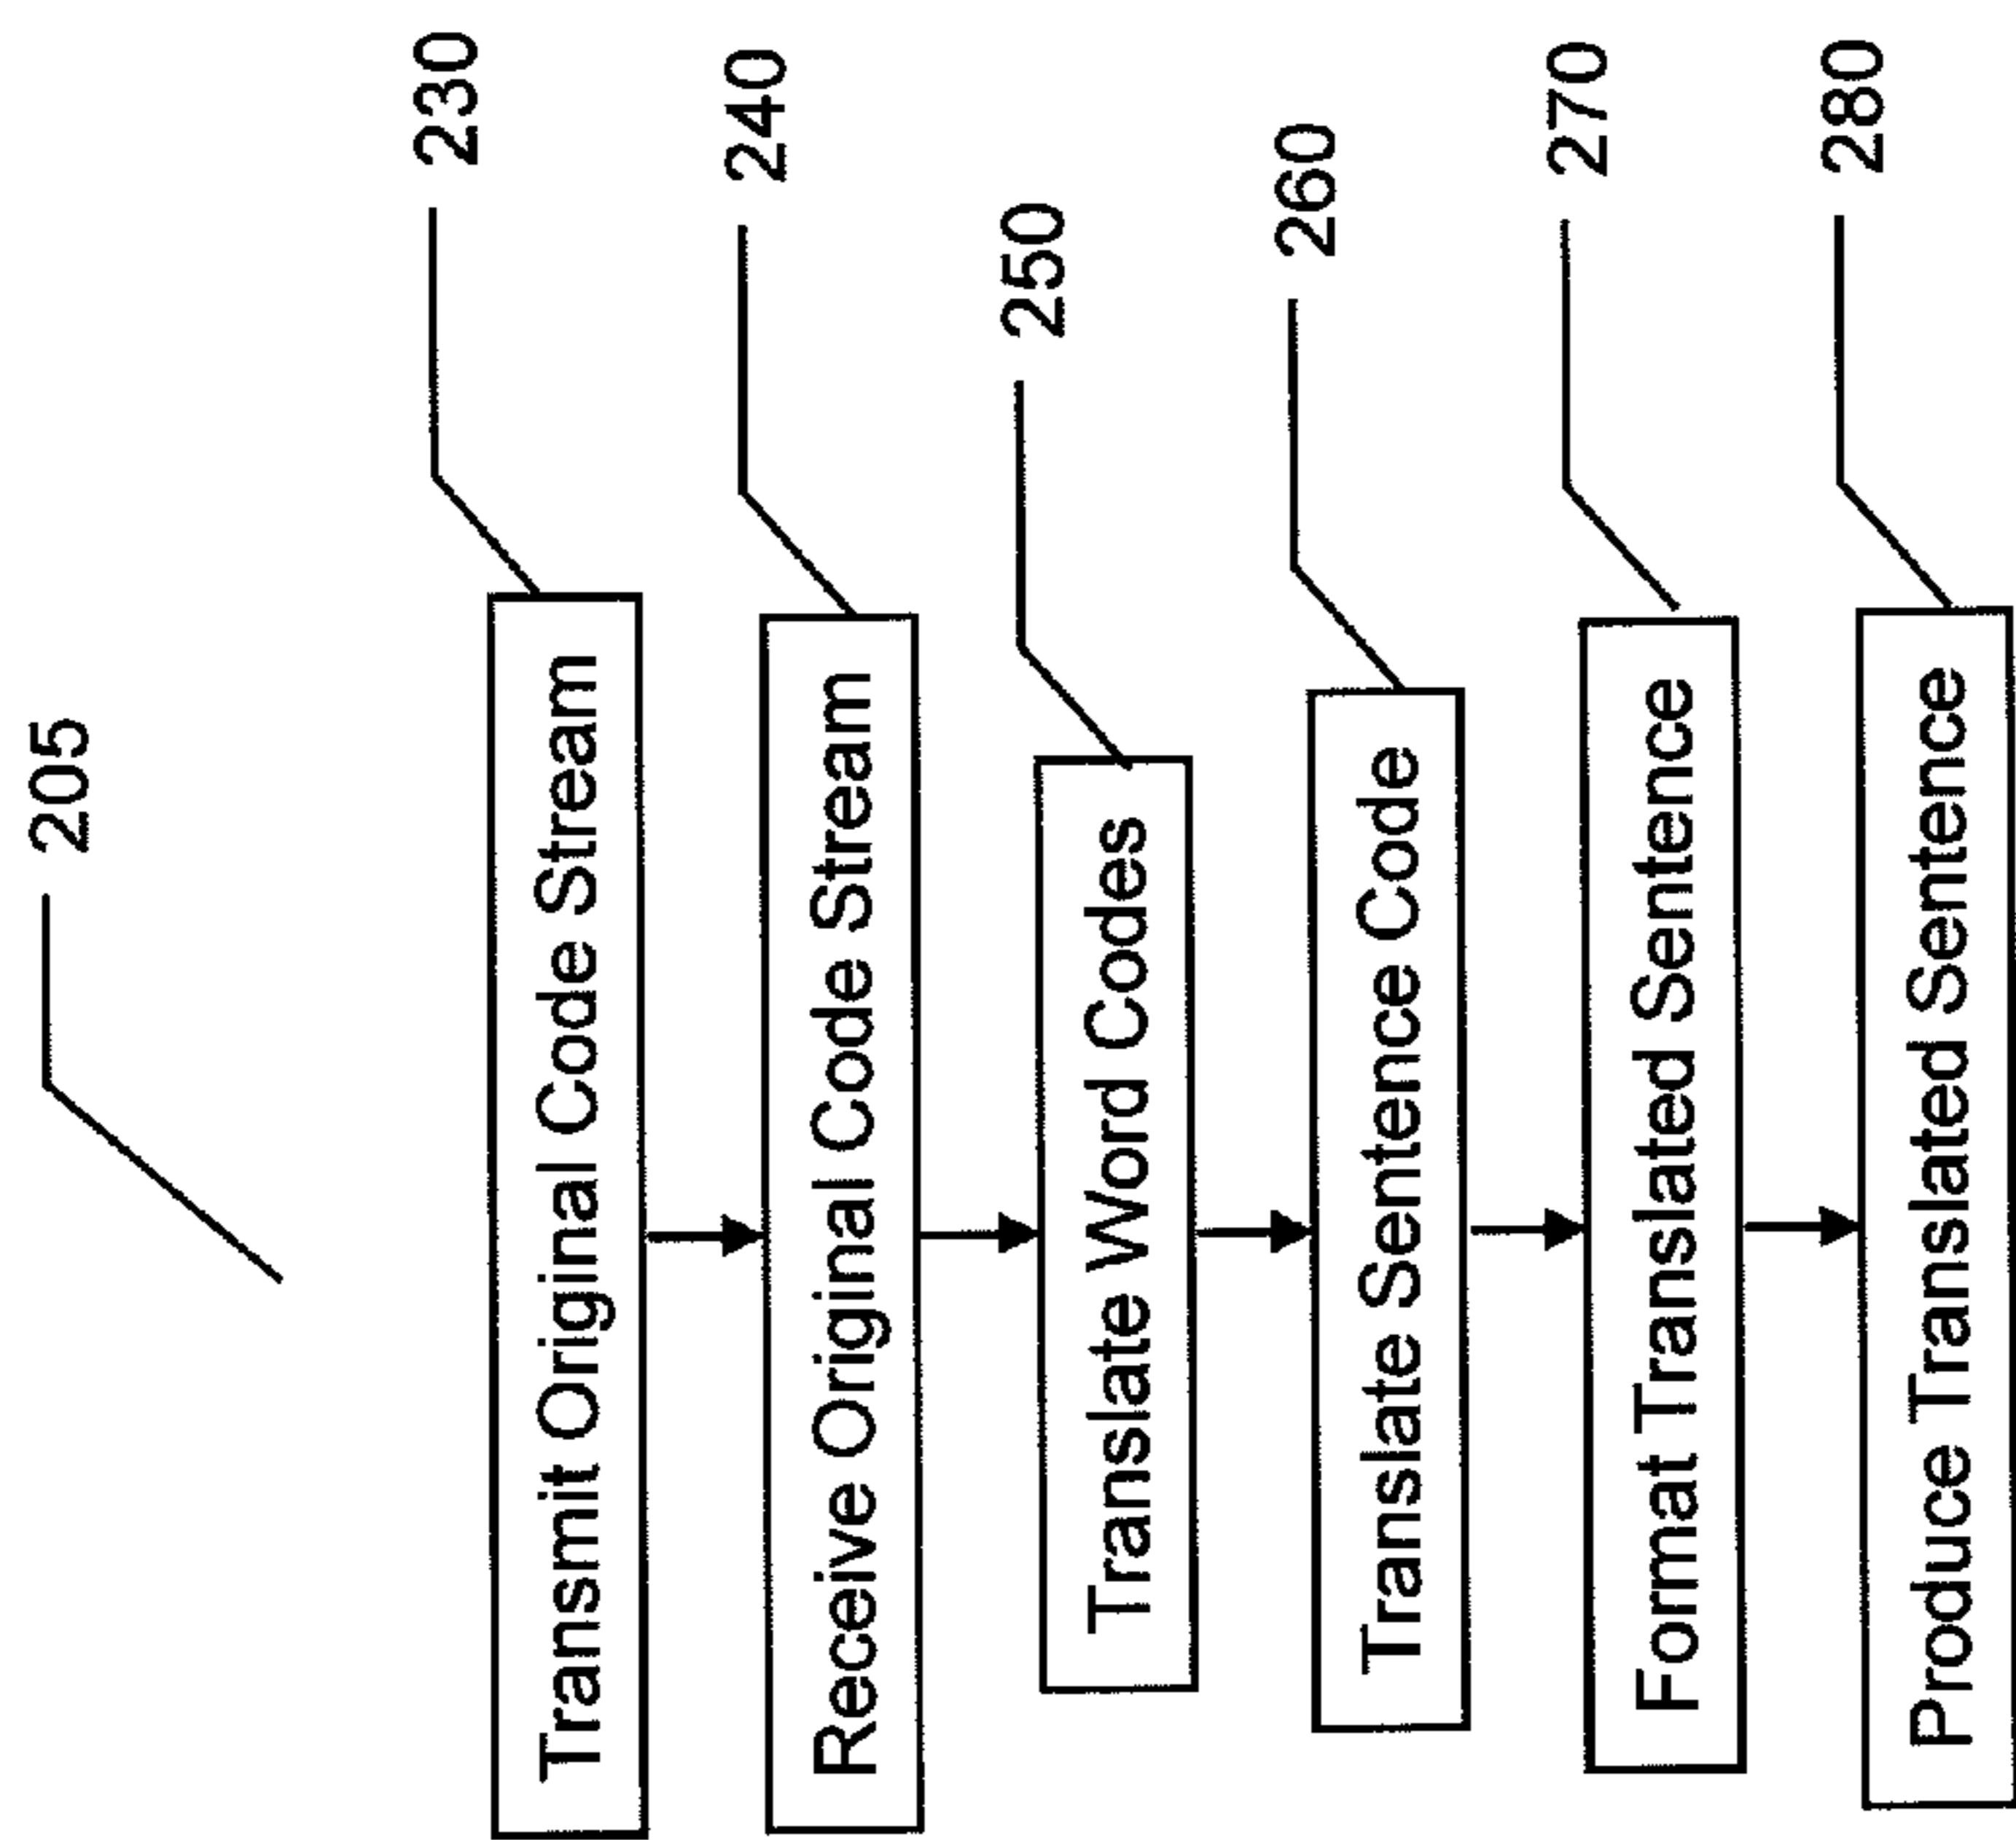 205
Transmit Original Code Stream
230
Receive Original Code Stream
240
Translate Word Codes
250
Translate Sentence Code
260
Format Translated Sentence
270
Produce Translated Sentence
280